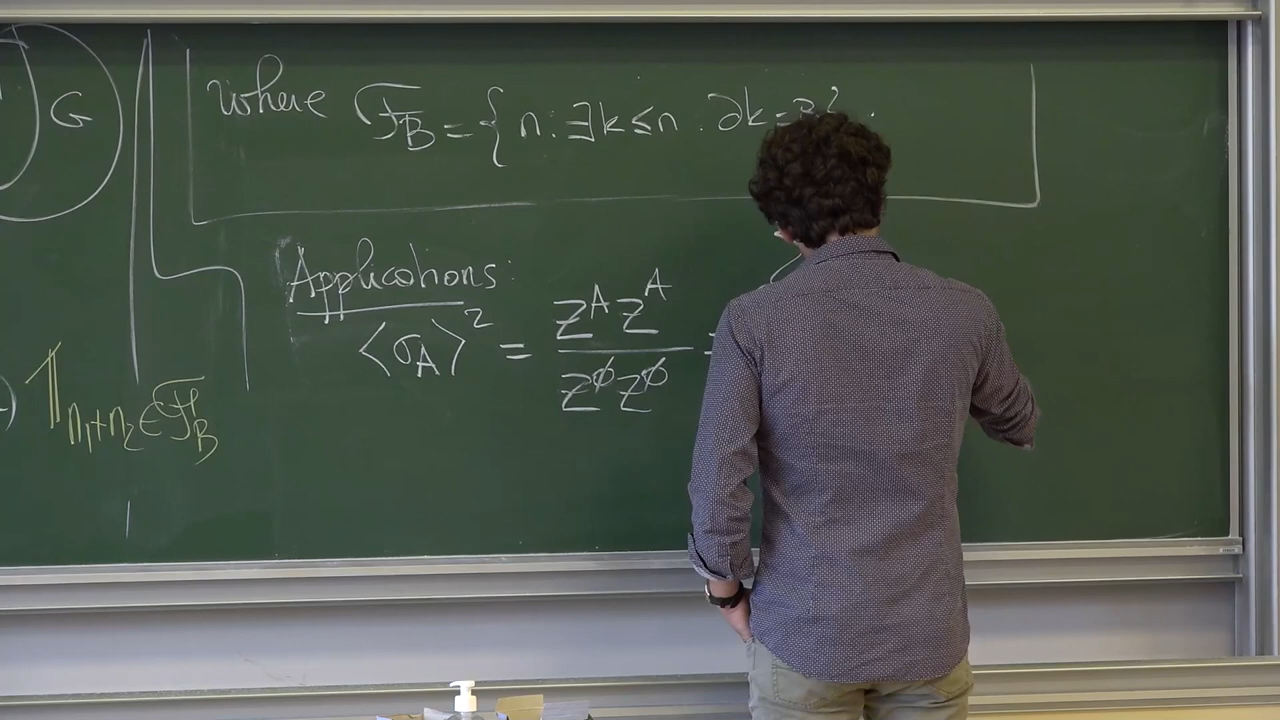 G
where ℱ_B = { n : ∃k ≤ n . ∂k = B } .
Applications :
⟨σ_A⟩² = Z^A Z^A / Z^∅ Z^∅ =
) 𝟙_{n₁+n₂ ∈ ℱ_B}